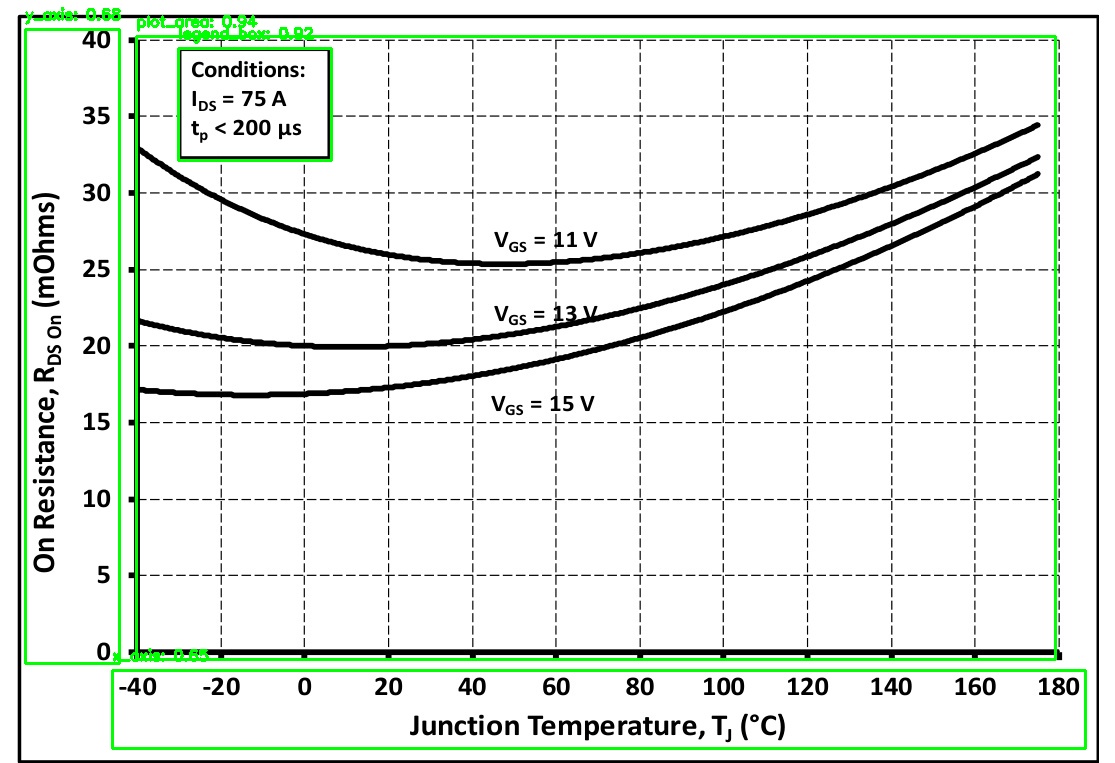 y_axis: 0.68
plot_area: 0.94
legend_box: 0.92
40
35
30
25
20
15
10
5
0
On Resistance, RDS On (mOhms)
Conditions:
IDS = 75 A
tp < 200 µs
VGS = 11 V
VGS = 13 V
VGS = 15 V
x_axis: 0.65
-40 -20 0 20 40 60 80 100 120 140 160 180
Junction Temperature, TJ (°C)